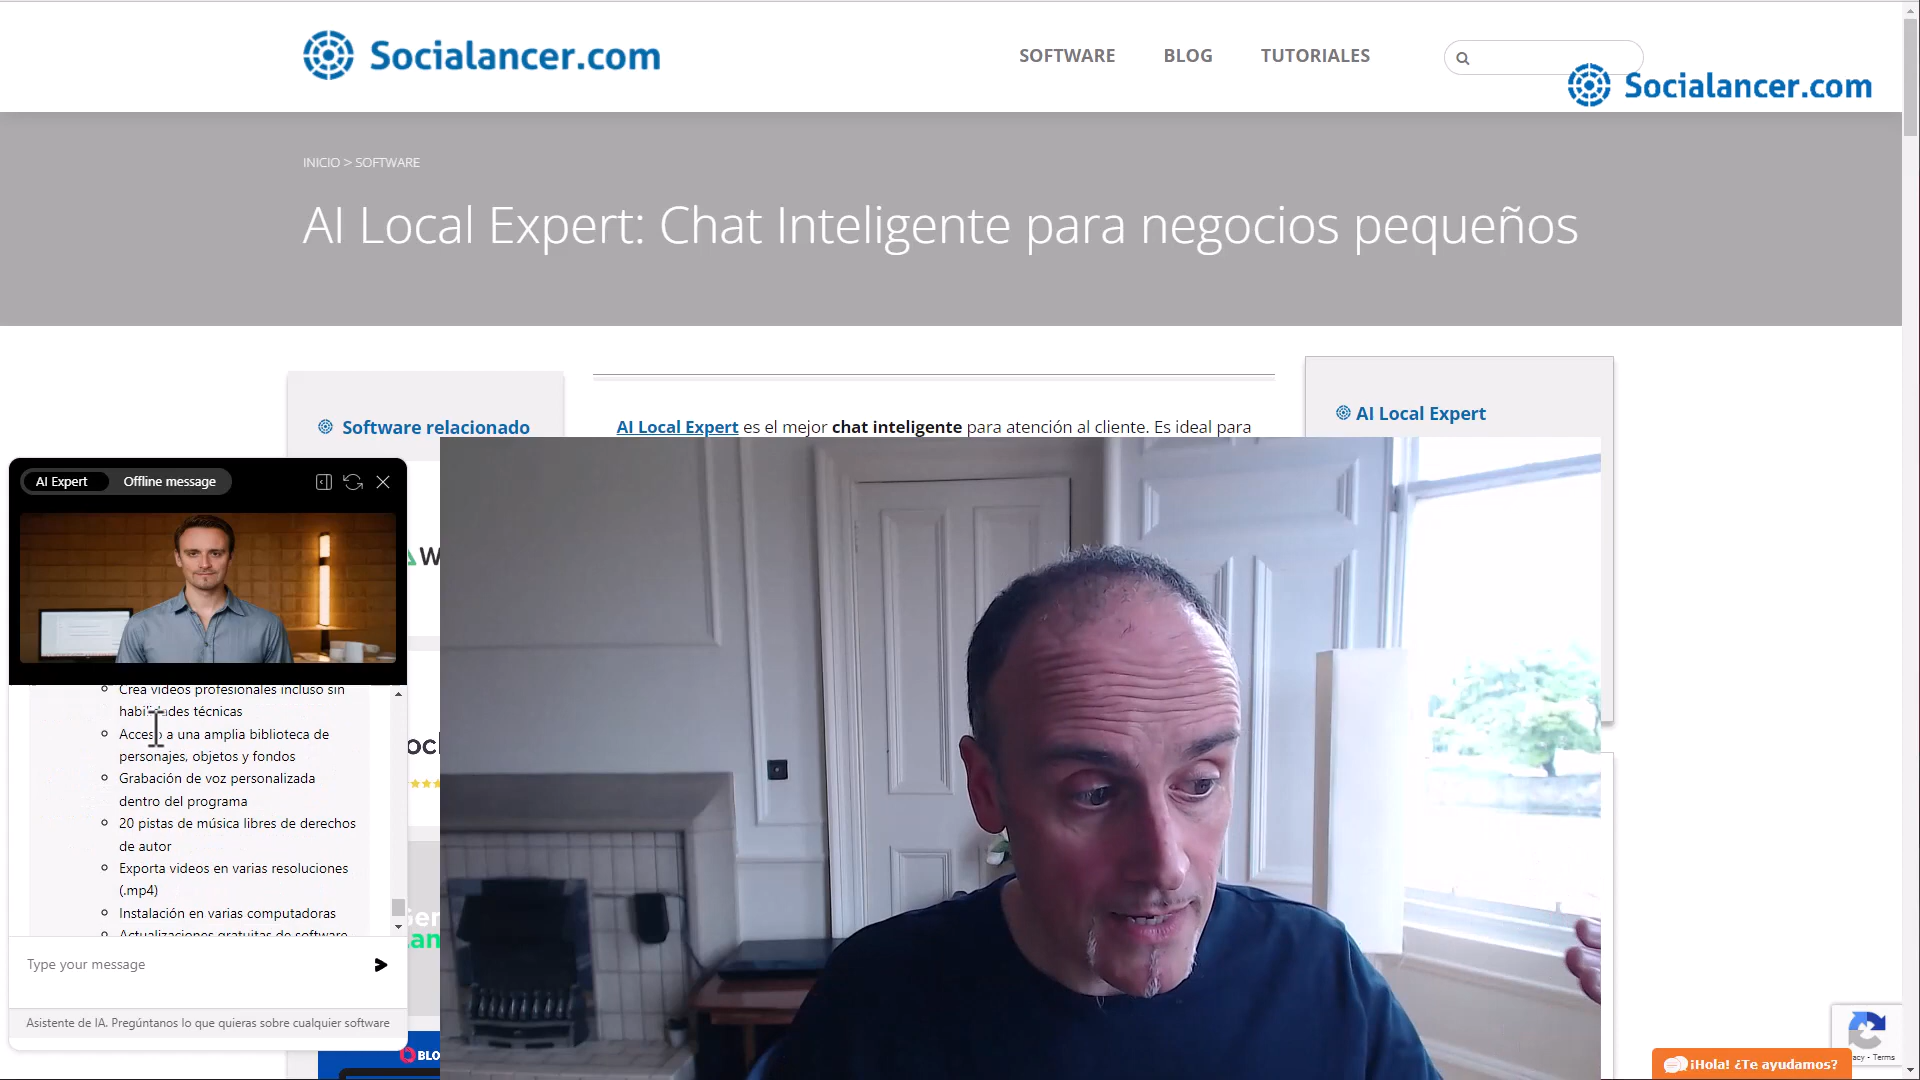 Socialancer.com
SOFTWARE
BLOG
TUTORIALES
Socialancer.com
INICIO > SOFTWARE
AI Local Expert: Chat Inteligente para negocios pequeños
Software relacionado
AI Local Expert es el mejor chat inteligente para atención al cliente. Es ideal para
AI Local Expert
AI Expert
Offline message
Crea videos profesionales incluso sin
habilidades técnicas
Acceso a una amplia biblioteca de
personajes, objetos y fondos
Grabación de voz personalizada
dentro del programa
20 pistas de música libres de derechos
de autor
Exporta videos en varias resoluciones
(.mp4)
Instalación en varias computadoras
Actualizaciones gratuitas de software
Type your message
Asistente de IA. Pregúntanos lo que quieras sobre cualquier software
¡Hola! ¿Te ayudamos?
- Terms